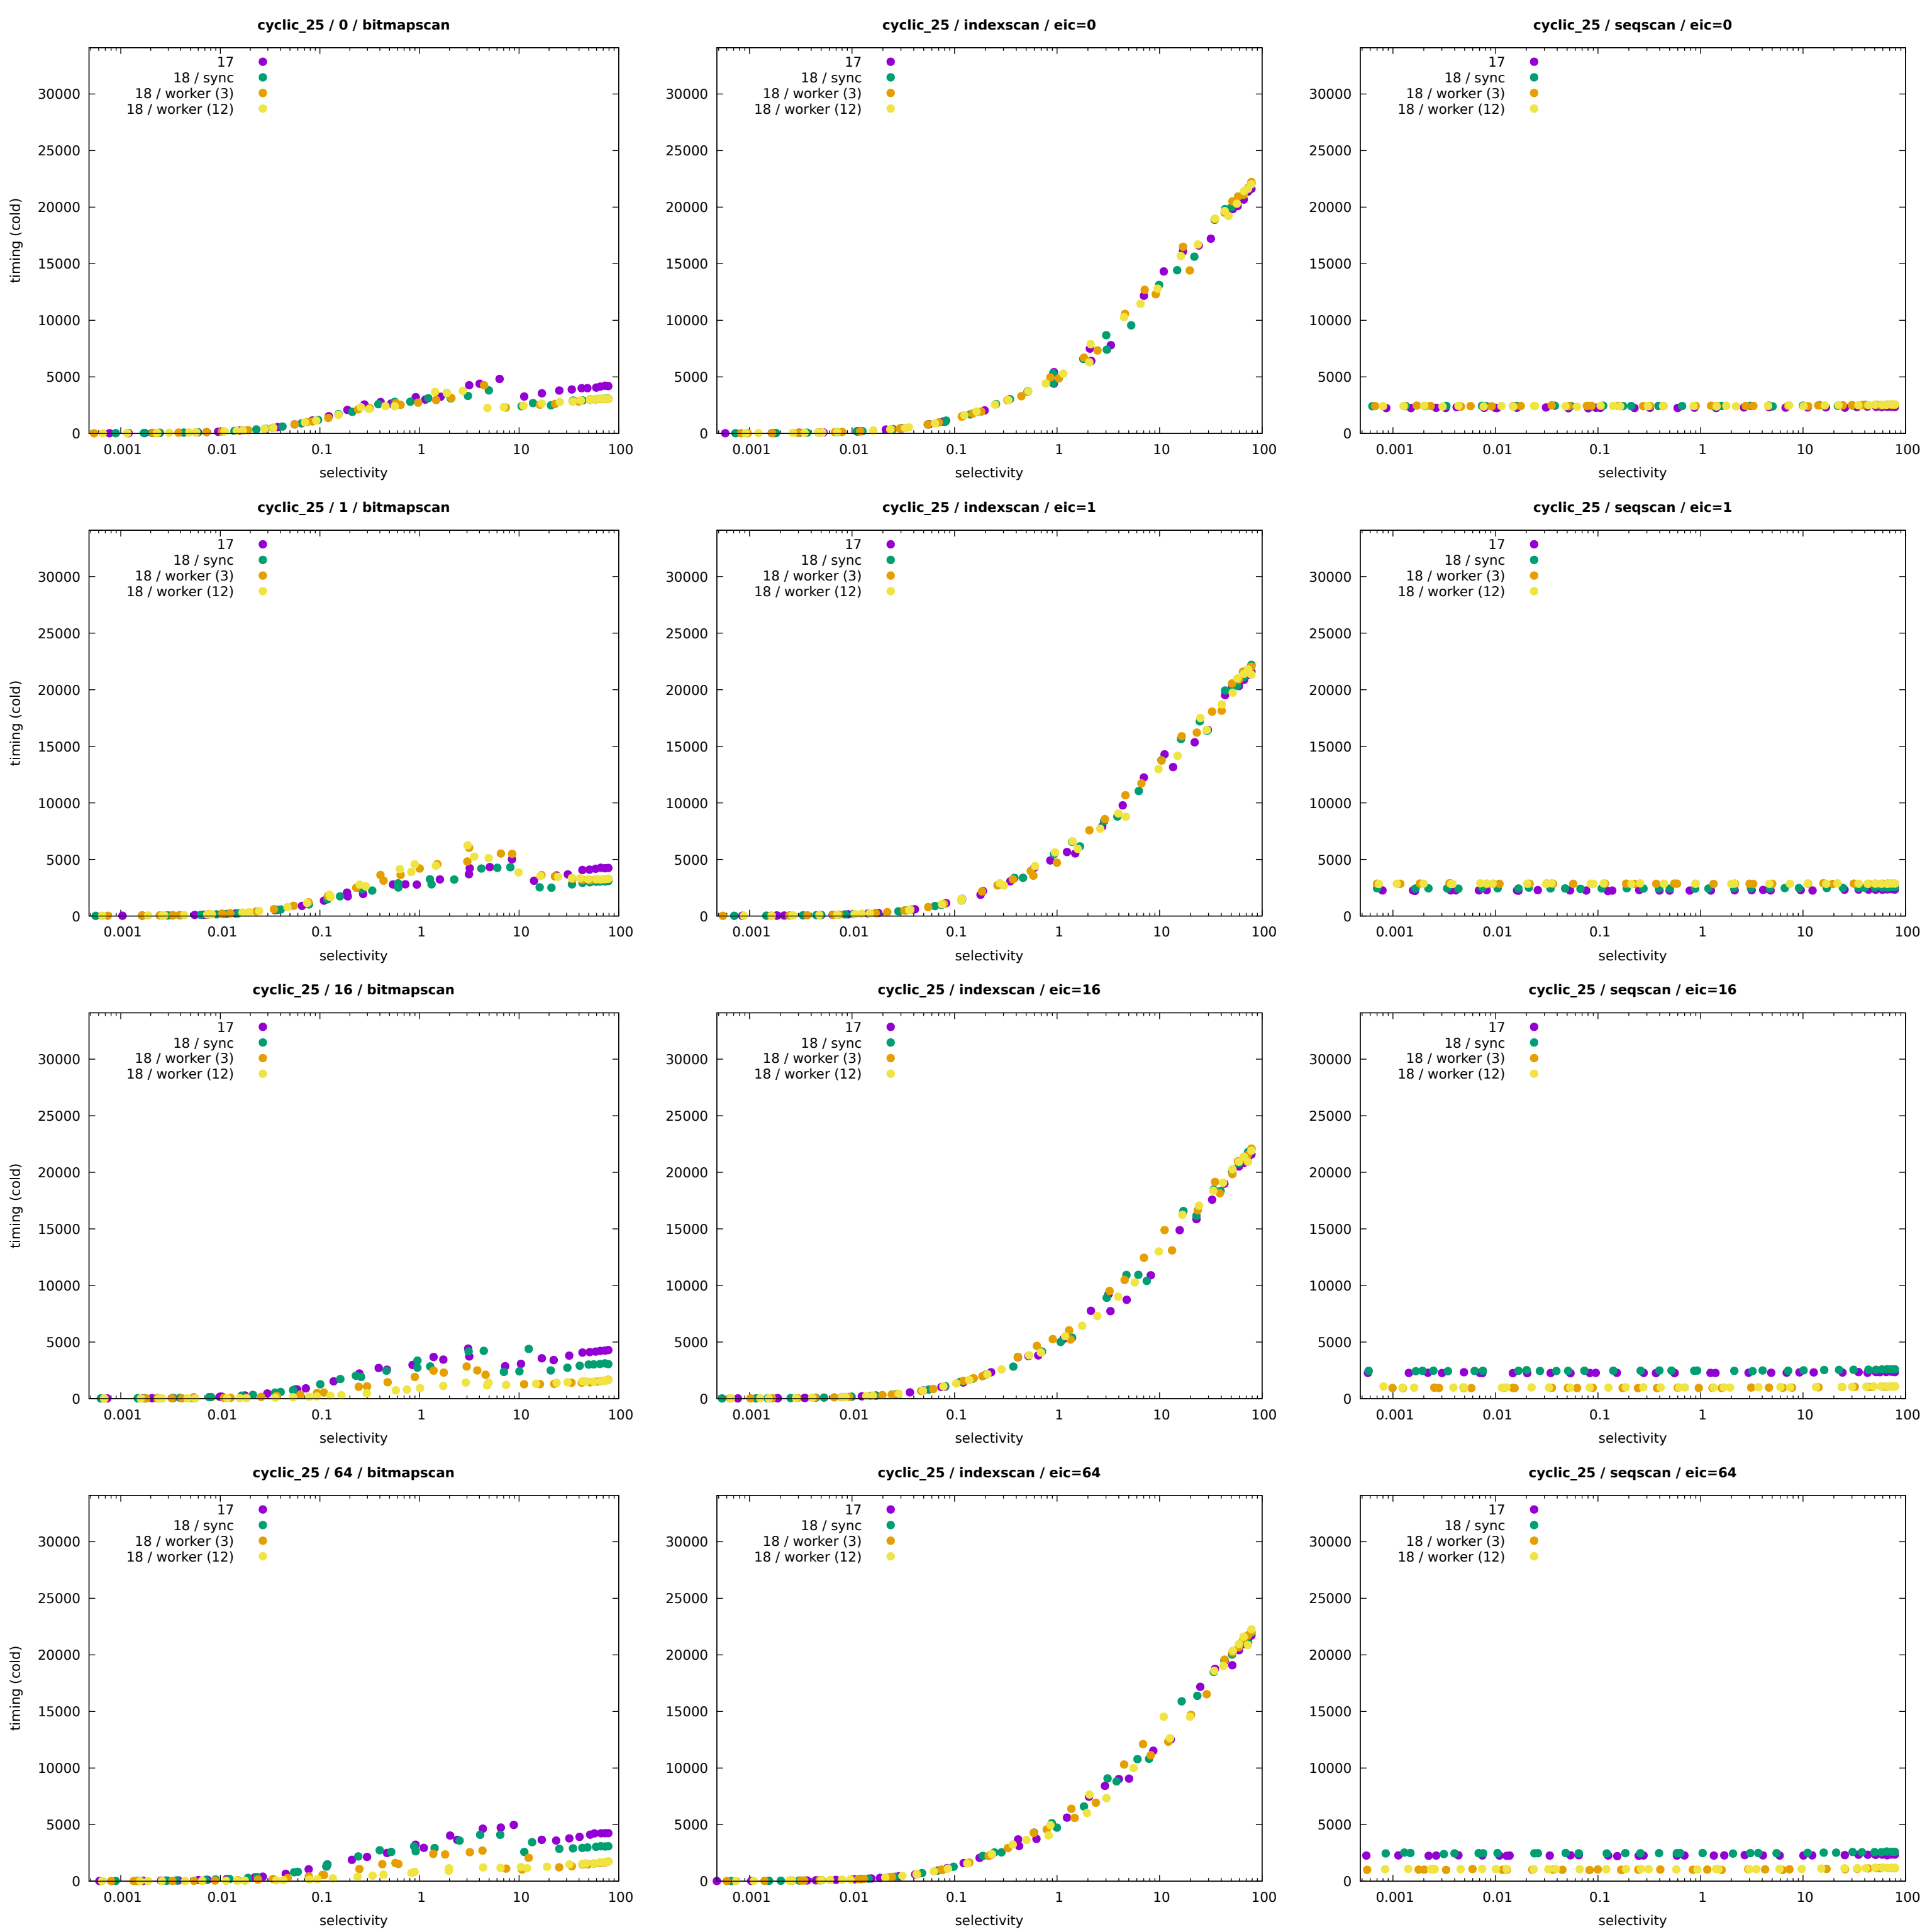 cyclic_25 / 0 / bitmapscan
17
18 / sync
18 / worker (3)
18 / worker (12)
30000
25000
20000
15000
10000
5000
0
timing (cold)
0.001 0.01 0.1 1 10 100
selectivity
cyclic_25 / indexscan / eic=0
17
18 / sync
18 / worker (3)
18 / worker (12)
30000
25000
20000
15000
10000
5000
0
0.001 0.01 0.1 1 10 100
selectivity
cyclic_25 / seqscan / eic=0
17
18 / sync
18 / worker (3)
18 / worker (12)
30000
25000
20000
15000
10000
5000
0
0.001 0.01 0.1 1 10 100
selectivity
cyclic_25 / 1 / bitmapscan
17
18 / sync
18 / worker (3)
18 / worker (12)
30000
25000
20000
15000
10000
5000
0
timing (cold)
0.001 0.01 0.1 1 10 100
selectivity
cyclic_25 / indexscan / eic=1
17
18 / sync
18 / worker (3)
18 / worker (12)
30000
25000
20000
15000
10000
5000
0
0.001 0.01 0.1 1 10 100
selectivity
cyclic_25 / seqscan / eic=1
17
18 / sync
18 / worker (3)
18 / worker (12)
30000
25000
20000
15000
10000
5000
0
0.001 0.01 0.1 1 10 100
selectivity
cyclic_25 / 16 / bitmapscan
17
18 / sync
18 / worker (3)
18 / worker (12)
30000
25000
20000
15000
10000
5000
0
timing (cold)
0.001 0.01 0.1 1 10 100
selectivity
cyclic_25 / indexscan / eic=16
17
18 / sync
18 / worker (3)
18 / worker (12)
30000
25000
20000
15000
10000
5000
0
0.001 0.01 0.1 1 10 100
selectivity
cyclic_25 / seqscan / eic=16
17
18 / sync
18 / worker (3)
18 / worker (12)
30000
25000
20000
15000
10000
5000
0
0.001 0.01 0.1 1 10 100
selectivity
cyclic_25 / 64 / bitmapscan
17
18 / sync
18 / worker (3)
18 / worker (12)
30000
25000
20000
15000
10000
5000
0
timing (cold)
0.001 0.01 0.1 1 10 100
selectivity
cyclic_25 / indexscan / eic=64
17
18 / sync
18 / worker (3)
18 / worker (12)
30000
25000
20000
15000
10000
5000
0
0.001 0.01 0.1 1 10 100
selectivity
cyclic_25 / seqscan / eic=64
17
18 / sync
18 / worker (3)
18 / worker (12)
30000
25000
20000
15000
10000
5000
0
0.001 0.01 0.1 1 10 100
selectivity